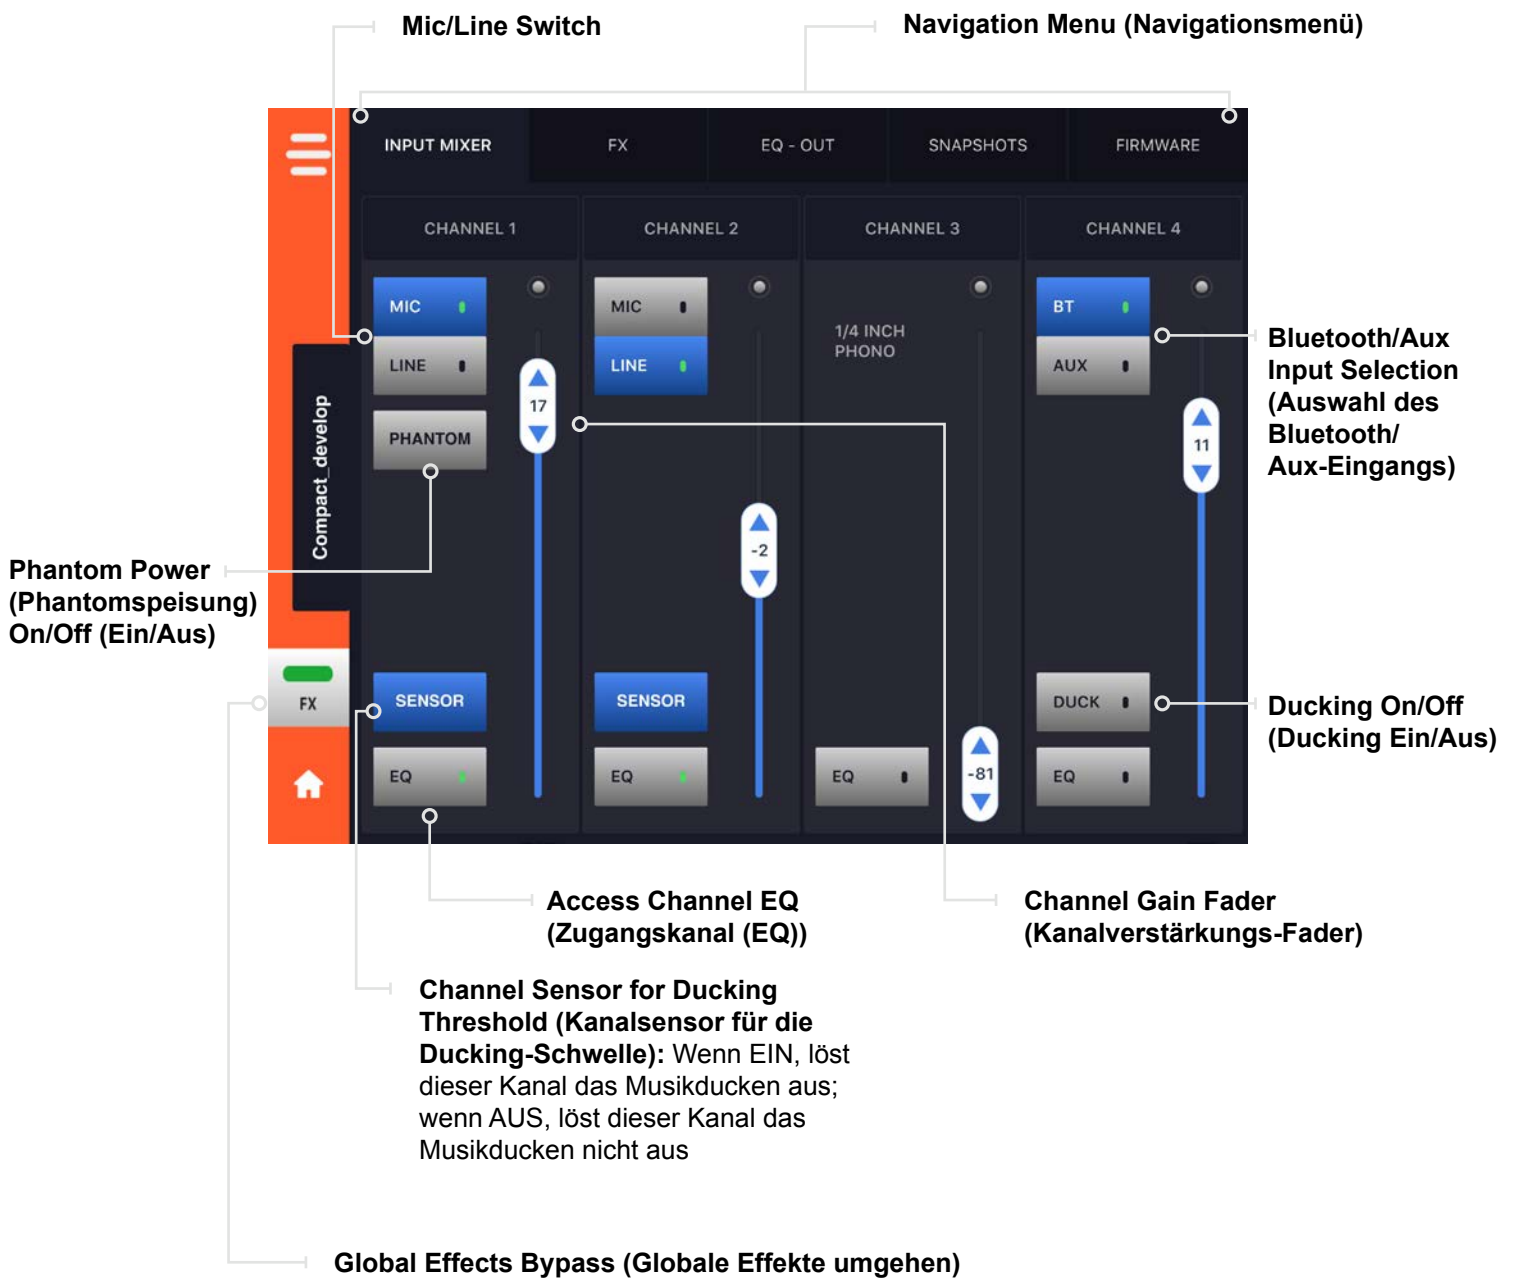 Mic/Line Switch
Navigation Menu (Navigationsmenü)
INPUT MIXER
FX
EQ - OUT
SNAPSHOTS
FIRMWARE
CHANNEL 1
CHANNEL 2
CHANNEL 3
CHANNEL 4
MIC
LINE
PHANTOM
17
SENSOR
EQ
MIC
LINE
-2
SENSOR
EQ
1/4 INCH
PHONO
-81
EQ
BT
AUX
11
DUCK
EQ
Compact_develop
FX
Bluetooth/Aux
Input Selection
(Auswahl des
Bluetooth/
Aux-Eingangs)
Phantom Power
(Phantomspeisung)
On/Off (Ein/Aus)
Ducking On/Off
(Ducking Ein/Aus)
Access Channel EQ
(Zugangskanal (EQ))
Channel Gain Fader
(Kanalverstärkungs-Fader)
Channel Sensor for Ducking
Threshold (Kanalsensor für die
Ducking-Schwelle): Wenn EIN, löst
dieser Kanal das Musikducken aus;
wenn AUS, löst dieser Kanal das
Musikducken nicht aus
Global Effects Bypass (Globale Effekte umgehen)